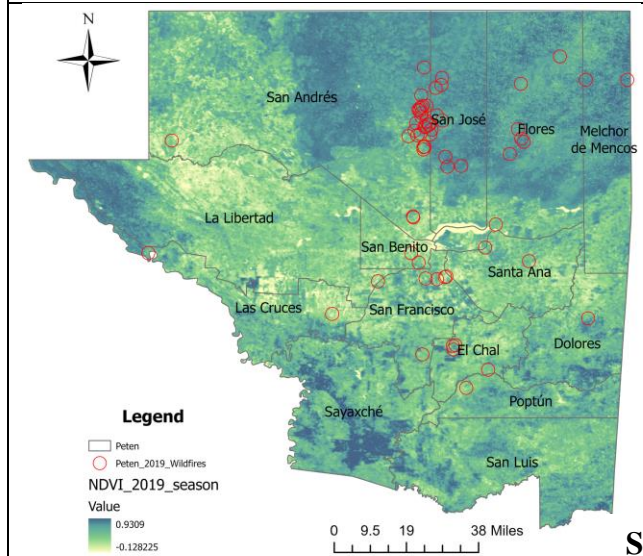 N
San Andrés
San José
Flores
Melchor
de Mencos
La Libertad
San Benito
Santa Ana
Las Cruces
San Francisco
El Chal
Dolores
Sayaxché
Poptún
San Luis
Legend
Peten
Peten_2019_Wildfires
NDVI_2019_season
Value
0.9309
-0.128225
0 9.5 19 38 Miles
S